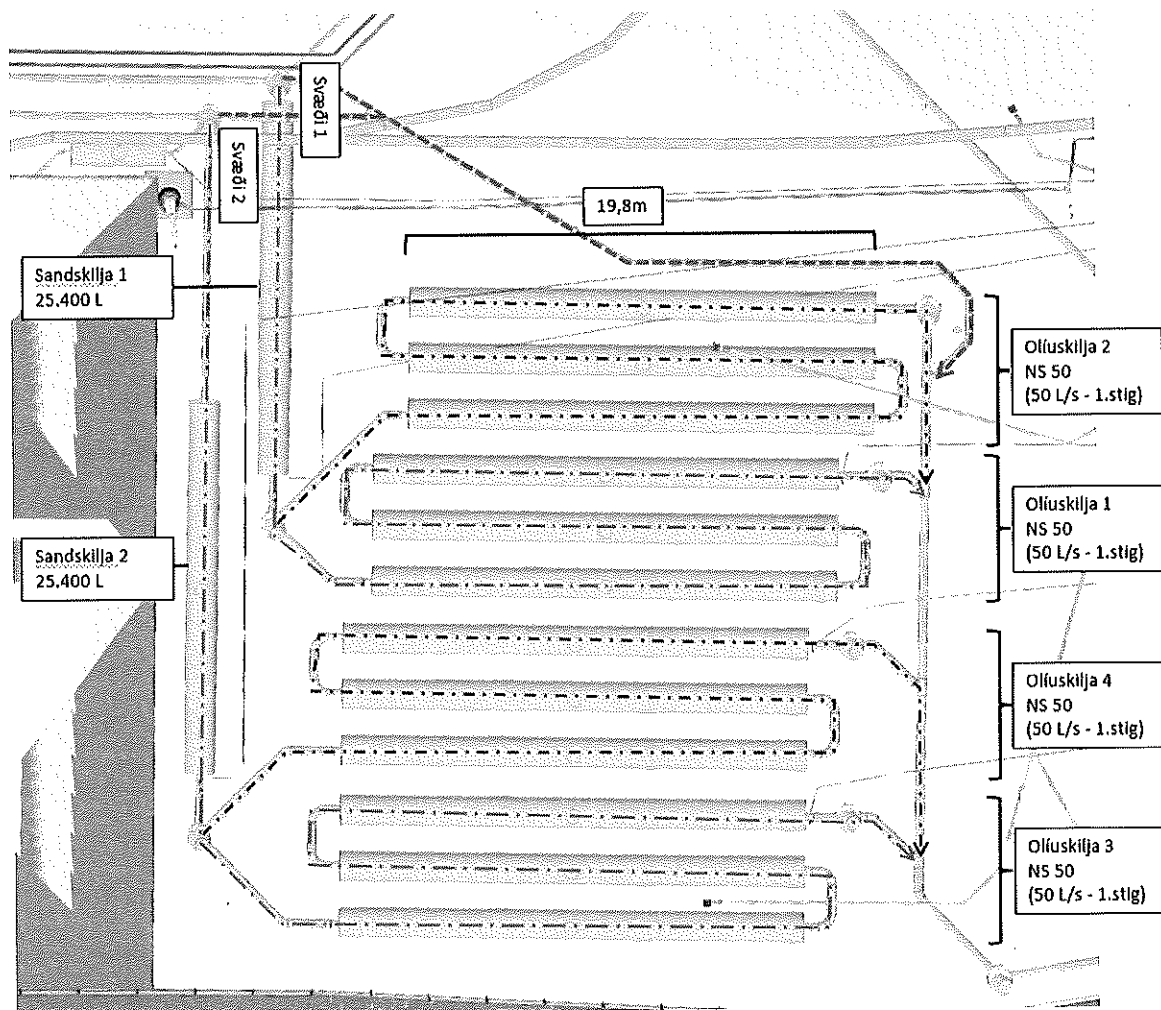 Svæði 1
Svæði 2
19,8m
Sandskilja 1
25.400 L
Olíuskilja 2
NS 50
(50 L/s - 1.stig)
Olíuskilja 1
NS 50
(50 L/s - 1.stig)
Sandskilja 2
25.400 L
Olíuskilja 4
NS 50
(50 L/s - 1.stig)
Olíuskilja 3
NS 50
(50 L/s - 1.stig)